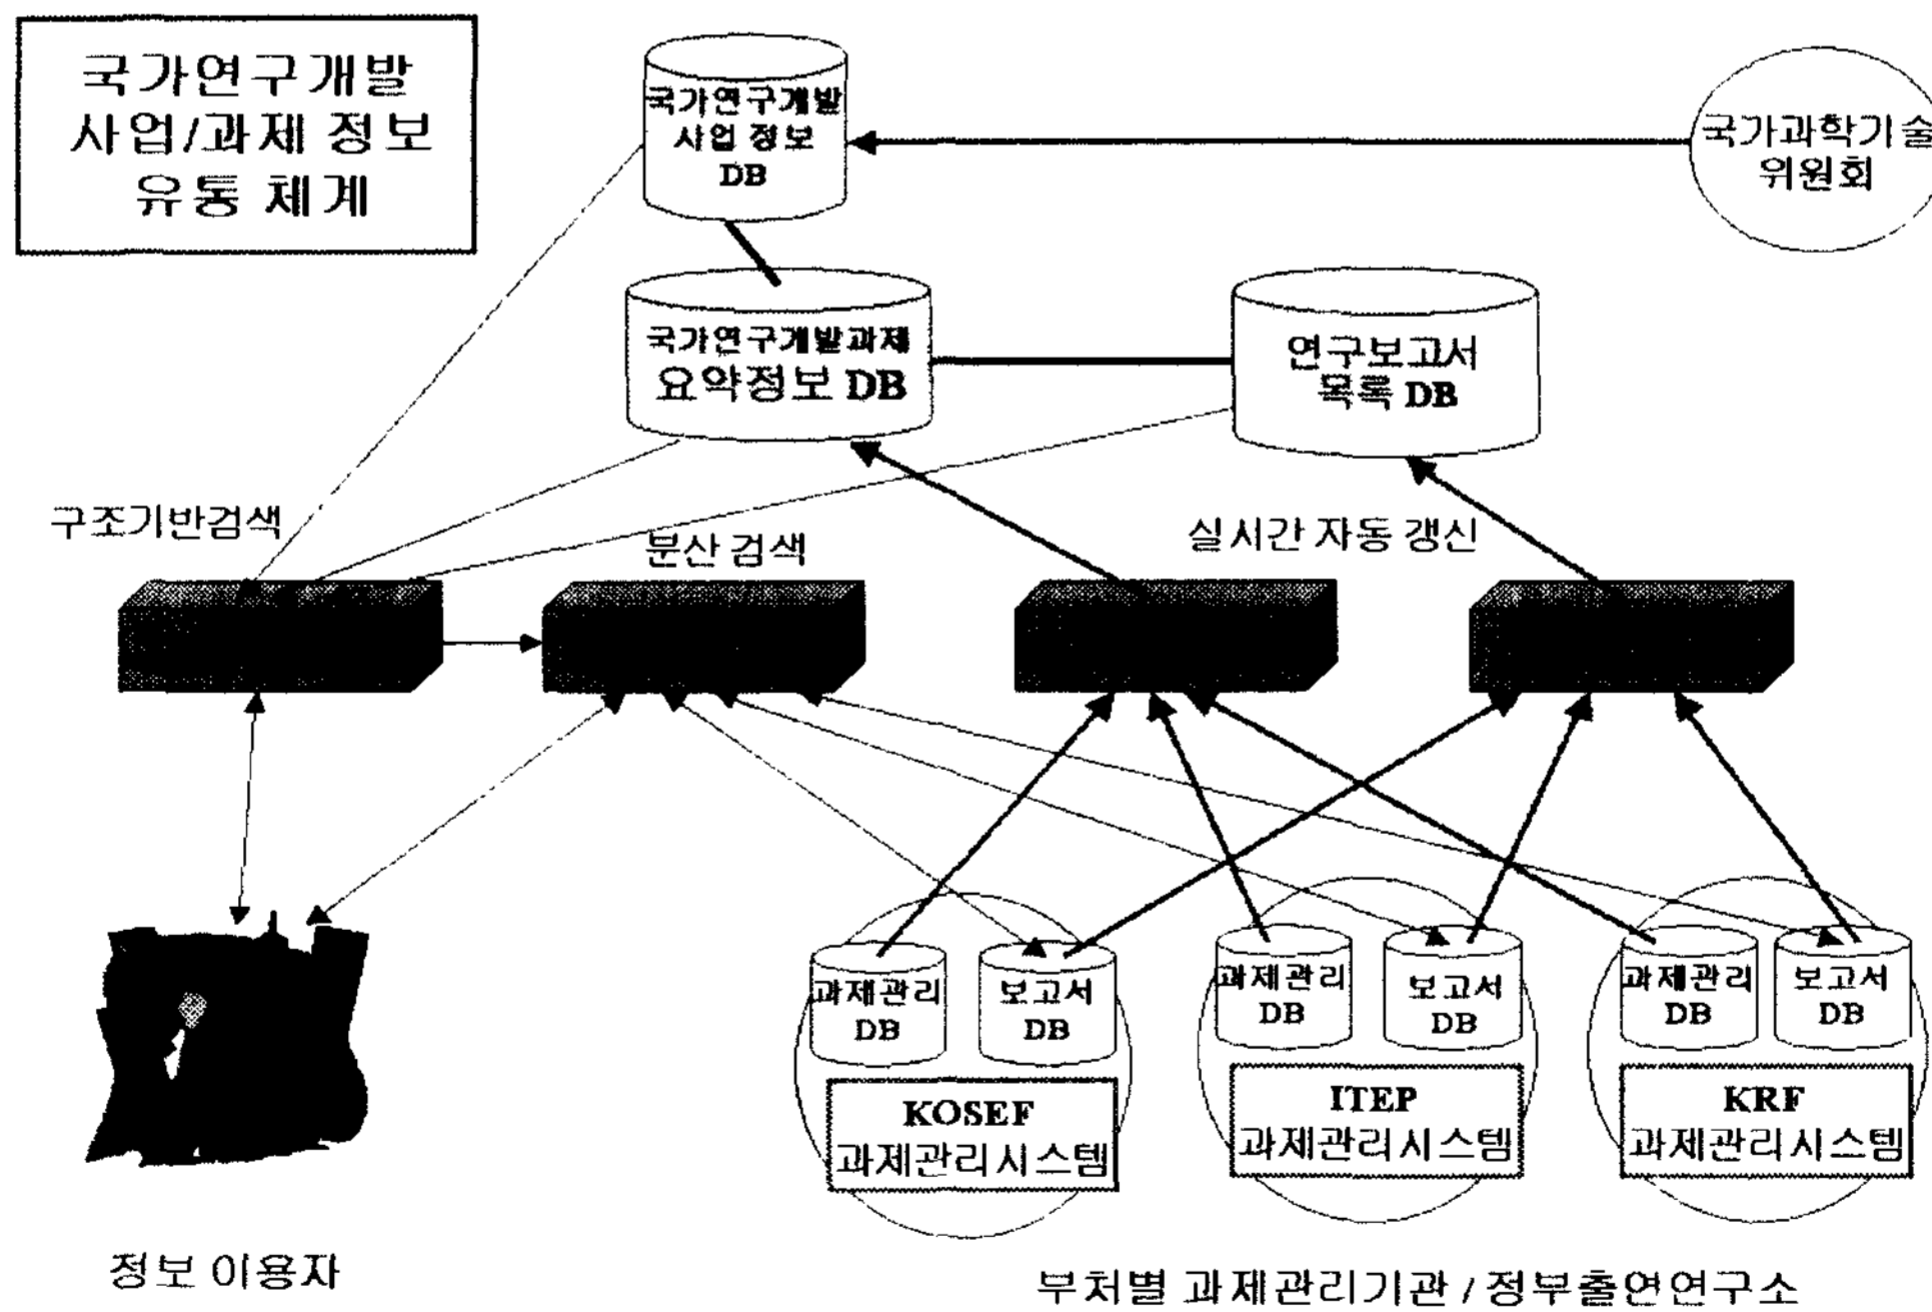 국가연구개발
사업/과제 정보
유통 체계
국가연구개발
사업 정보
DB
국가과학기술
위원회
국가연구개발과제
요약정보 DB
연구보고서
목록 DB
구조기반검색
분산 검색
실시간 자동 갱신
과제관리
DB
보고서
DB
KOSEF
과제관리시스템
과제관리
DB
보고서
DB
ITEP
과제관리시스템
과제관리
DB
보고서
DB
KRF
과제관리시스템
정보 이용자
부처별 과제관리기관 / 정부출연연구소